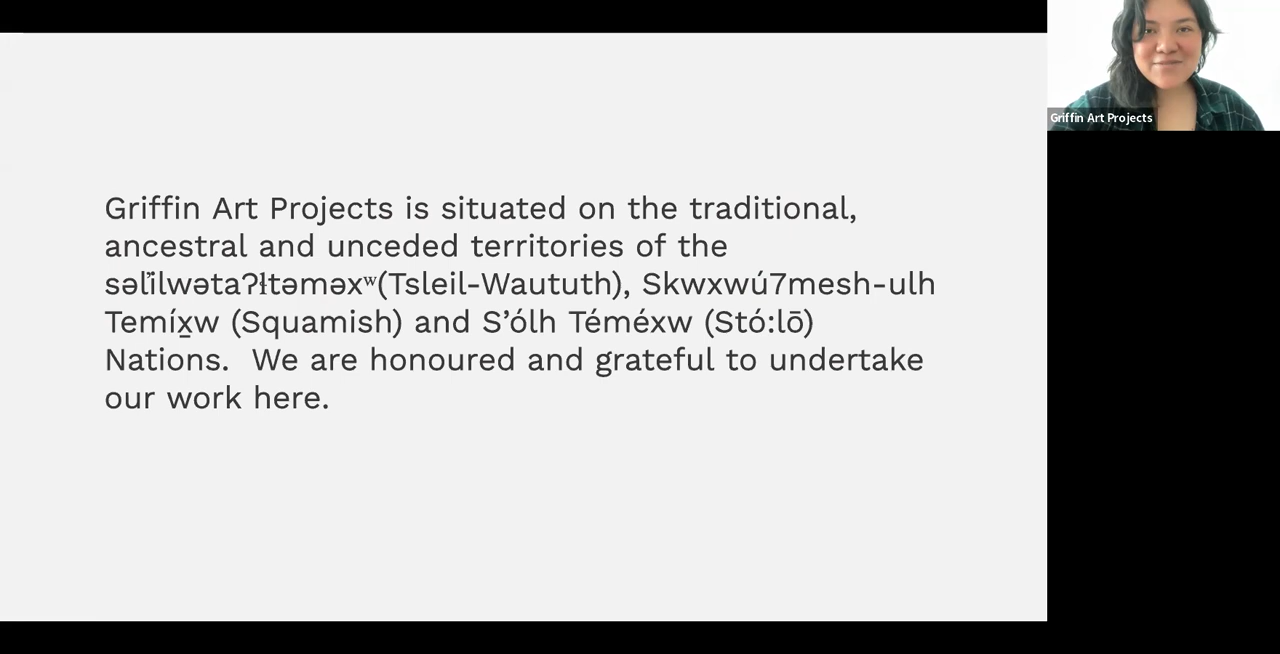 Griffin Art Projects is situated on the traditional,
ancestral and unceded territories of the
səl̓ilwətaʔɬtəməxʷ(Tsleil-Waututh), Skwxwú7mesh-ulh
Temíx̱w (Squamish) and S’ólh Téméxw (Stó:lō)
Nations.  We are honoured and grateful to undertake
our work here.
Griffin Art Projects